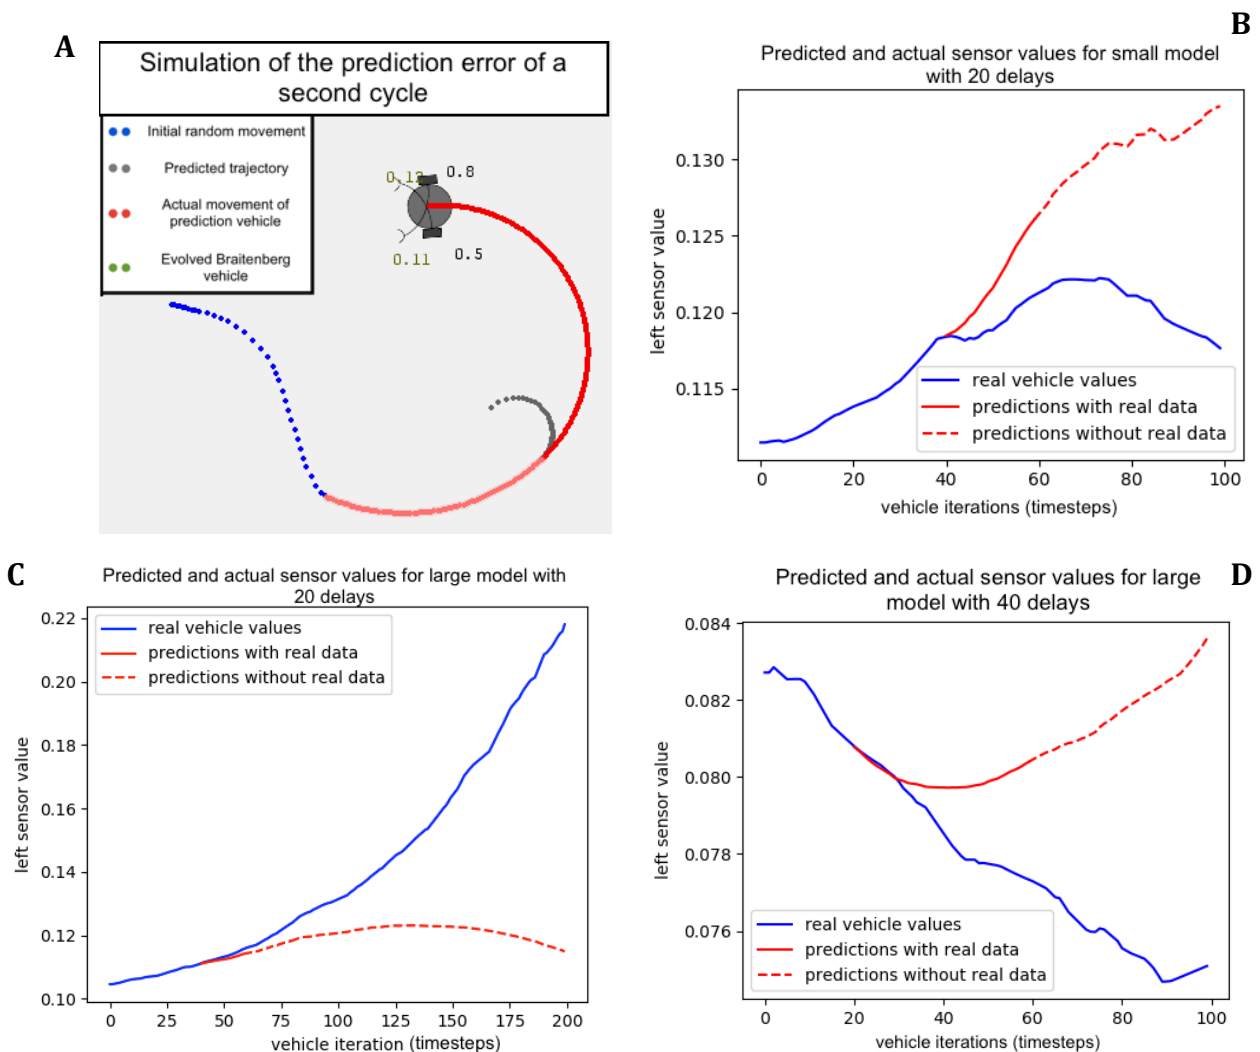 A
Simulation of the prediction error of a
second cycle
Initial random movement
Predicted trajectory
Actual movement of
prediction vehicle
Evolved Braitenberg
vehicle
0.12
0.8
0.11
0.5
B
Predicted and actual sensor values for small model
with 20 delays
left sensor value
0.130
0.125
0.120
0.115
real vehicle values
predictions with real data
predictions without real data
0
20
40
60
80
100
vehicle iterations (timesteps)
C
Predicted and actual sensor values for large model with
20 delays
left sensor value
0.22
0.20
0.18
0.16
0.14
0.12
0.10
real vehicle values
predictions with real data
predictions without real data
0
25
50
75
100
125
150
175
200
vehicle iteration (timesteps)
D
Predicted and actual sensor values for large
model with 40 delays
left sensor value
0.084
0.082
0.080
0.078
0.076
real vehicle values
predictions with real data
predictions without real data
0
20
40
60
80
100
vehicle iterations (timesteps)